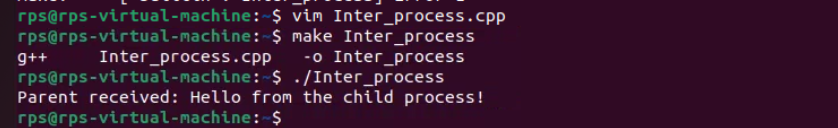 rps@rps-virtual-machine:~$ vim Inter_process.cpp
rps@rps-virtual-machine:~$ make Inter_process
g++     Inter_process.cpp   -o Inter_process
rps@rps-virtual-machine:~$ ./Inter_process
Parent received: Hello from the child process!
rps@rps-virtual-machine:~$